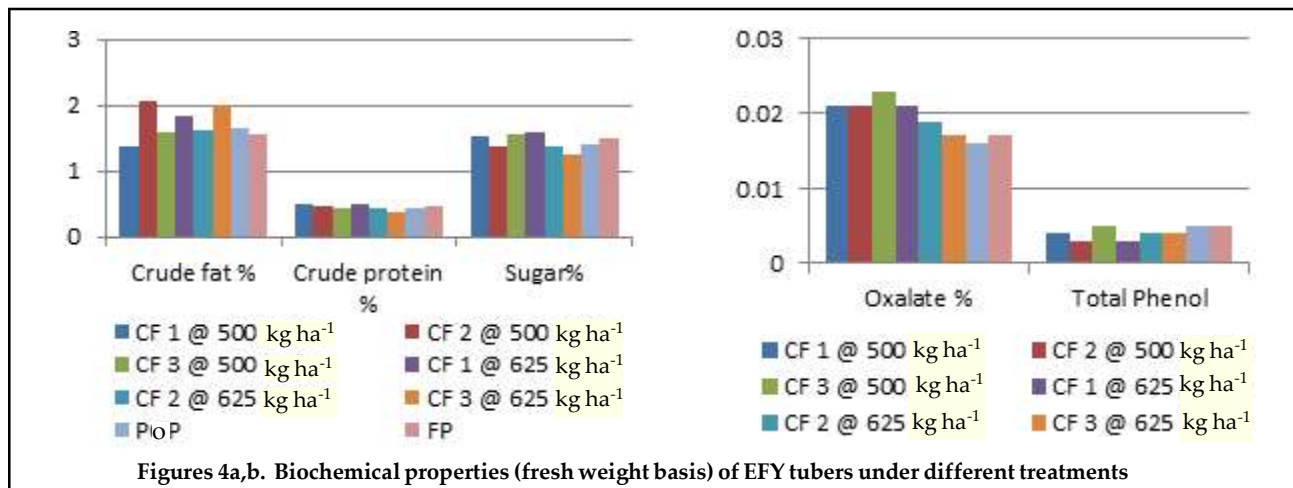 3
2
1
0
Crude fat %
Crude protein %
Sugar%
CF 1 @ 500 kg ha⁻¹
CF 2 @ 500 kg ha⁻¹
CF 3 @ 500 kg ha⁻¹
CF 1 @ 625 kg ha⁻¹
CF 2 @ 625 kg ha⁻¹
CF 3 @ 625 kg ha⁻¹
PoP
FP
0.03
0.02
0.01
0
Oxalate %
Total Phenol
CF 1 @ 500 kg ha⁻¹
CF 2 @ 500 kg ha⁻¹
CF 3 @ 500 kg ha⁻¹
CF 1 @ 625 kg ha⁻¹
CF 2 @ 625 kg ha⁻¹
CF 3 @ 625 kg ha⁻¹
Figures 4a,b. Biochemical properties (fresh weight basis) of EFY tubers under different treatments